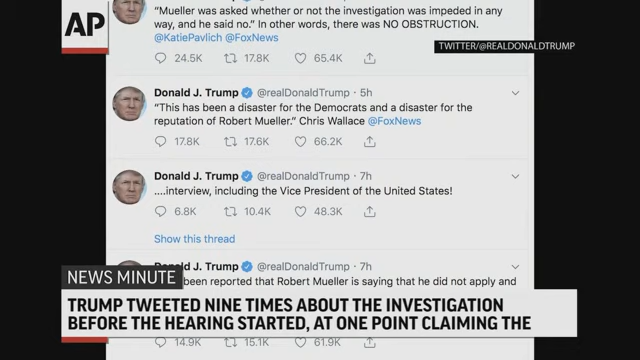 AP
"Mueller was asked whether or not the investigation was impeded in any
way, and he said no." In other words, there was NO OBSTRUCTION.
@KatiePavlich @FoxNews
TWITTER/@REALDONALDTRUMP
24.5K 17.8K 65.4K
Donald J. Trump @realDonaldTrump · 5h
"This has been a disaster for the Democrats and a disaster for the
reputation of Robert Mueller." Chris Wallace @FoxNews
17.8K 17.6K 66.2K
Donald J. Trump @realDonaldTrump · 7h
....interview, including the Vice President of the United States!
6.8K 10.4K 48.3K
Show this thread
Donald J. Trump @realDonaldTrump · 7h
been reported that Robert Mueller is saying that he did not apply and
NEWS MINUTE
TRUMP TWEETED NINE TIMES ABOUT THE INVESTIGATION
BEFORE THE HEARING STARTED, AT ONE POINT CLAIMING THE
14.9K 15.1K 61.9K